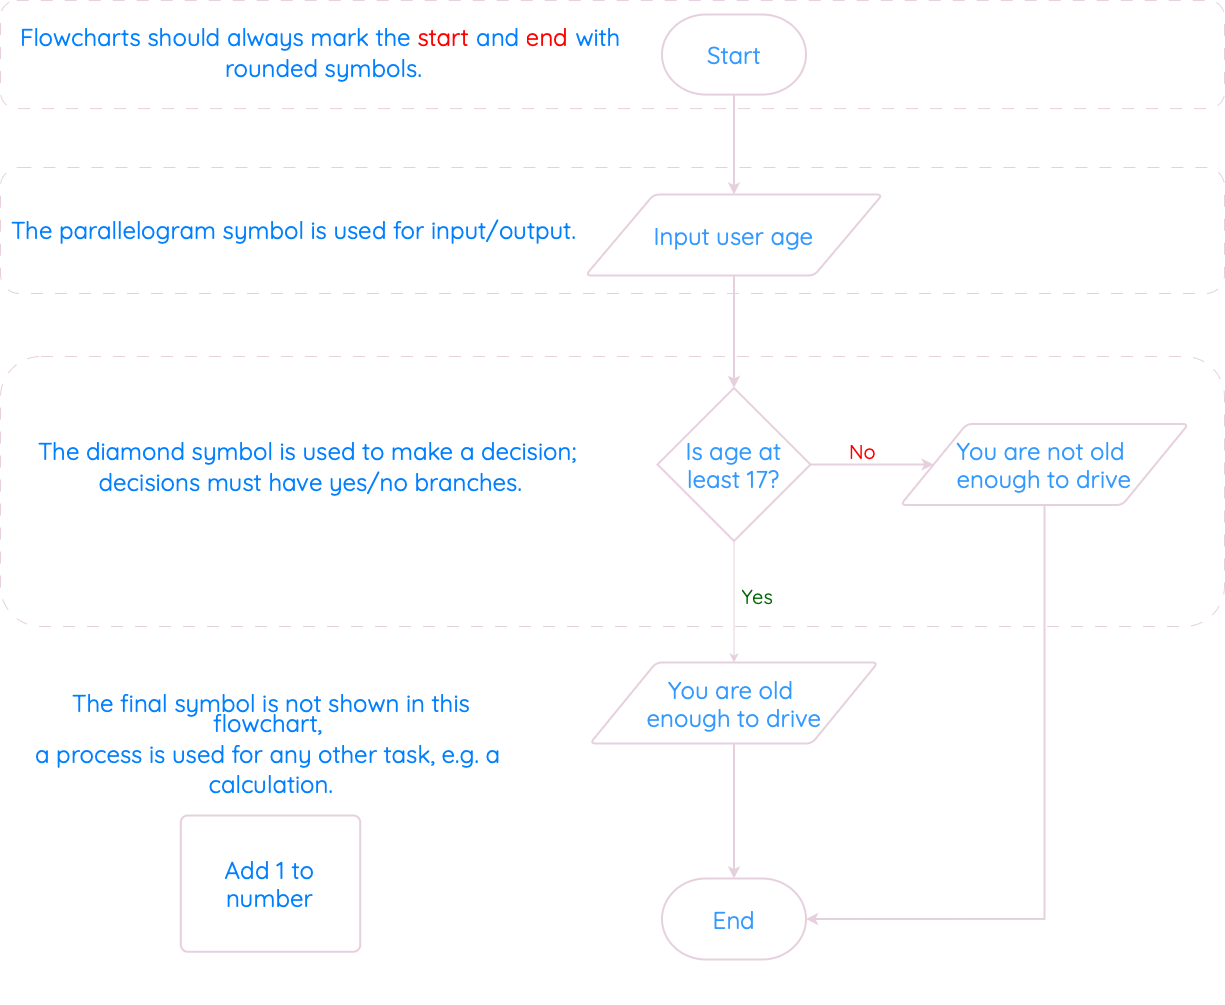 Flowcharts should always mark the start and end with
rounded symbols.
Start
The parallelogram symbol is used for input/output.
Input user age
The diamond symbol is used to make a decision;
decisions must have yes/no branches.
Is age at
least 17?
No
You are not old
enough to drive
Yes
The final symbol is not shown in this
flowchart,
a process is used for any other task, e.g. a
calculation.
You are old
enough to drive
Add 1 to
number
End